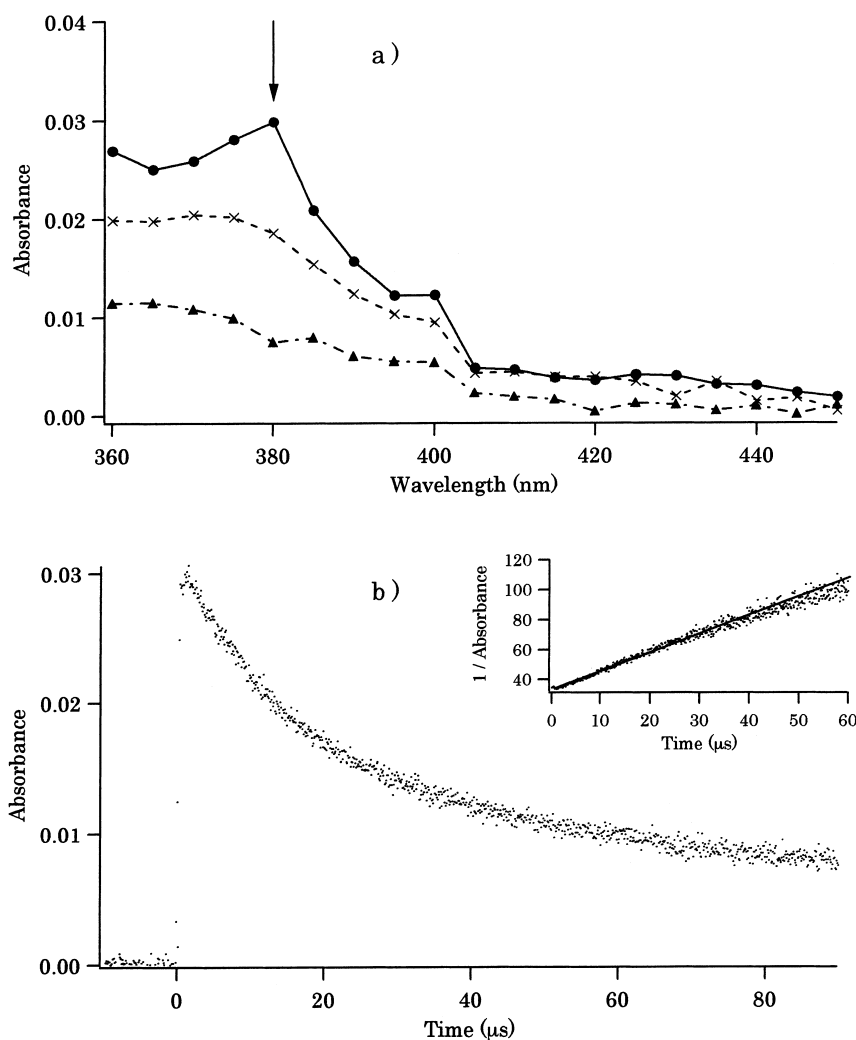 0.04
a)
0.03
0.02
0.01
0.00
Absorbance
360 380 400 420 440
Wavelength (nm)
0.03
b)
0.02
0.01
0.00
Absorbance
0 20 40 60 80
Time (μs)
120
100
80
60
40
1 / Absorbance
0 10 20 30 40 50 60
Time (μs)